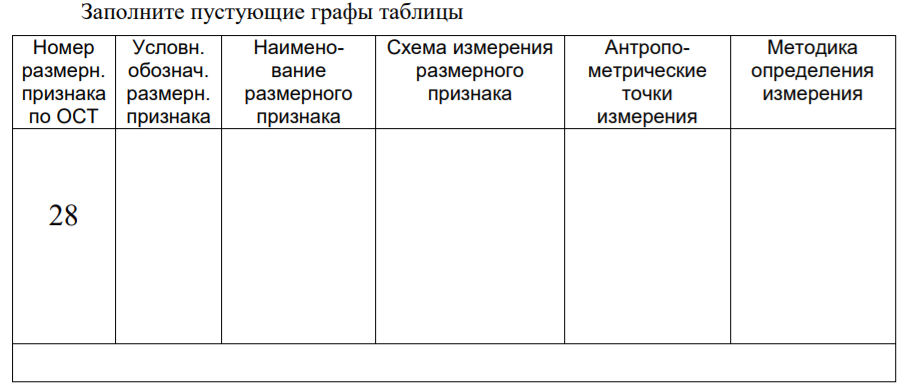 Заполните пустующие графы таблицы
Номер размерн. признака по ОСТ
Условн. обознач. размерн. признака
Наимено-вание размерного признака
Схема измерения размерного признака
Антропо-метрические точки измерения
Методика определения измерения
28